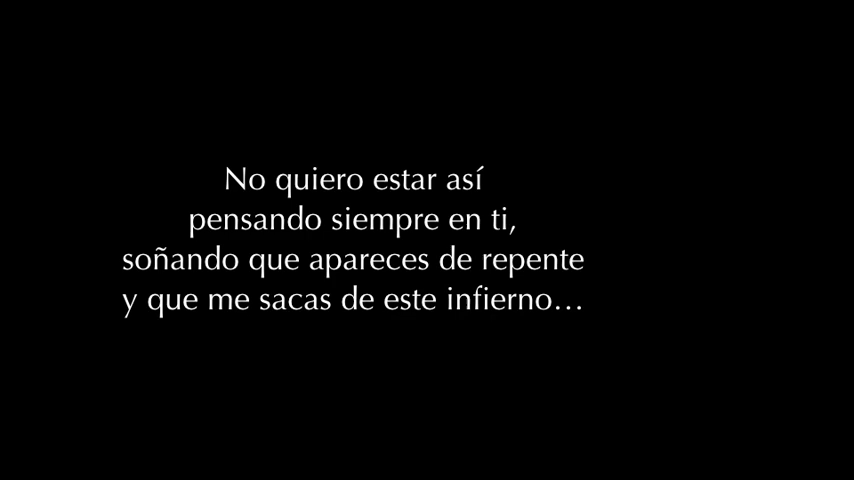 No quiero estar así
pensando siempre en ti,
soñando que apareces de repente
y que me sacas de este infierno…